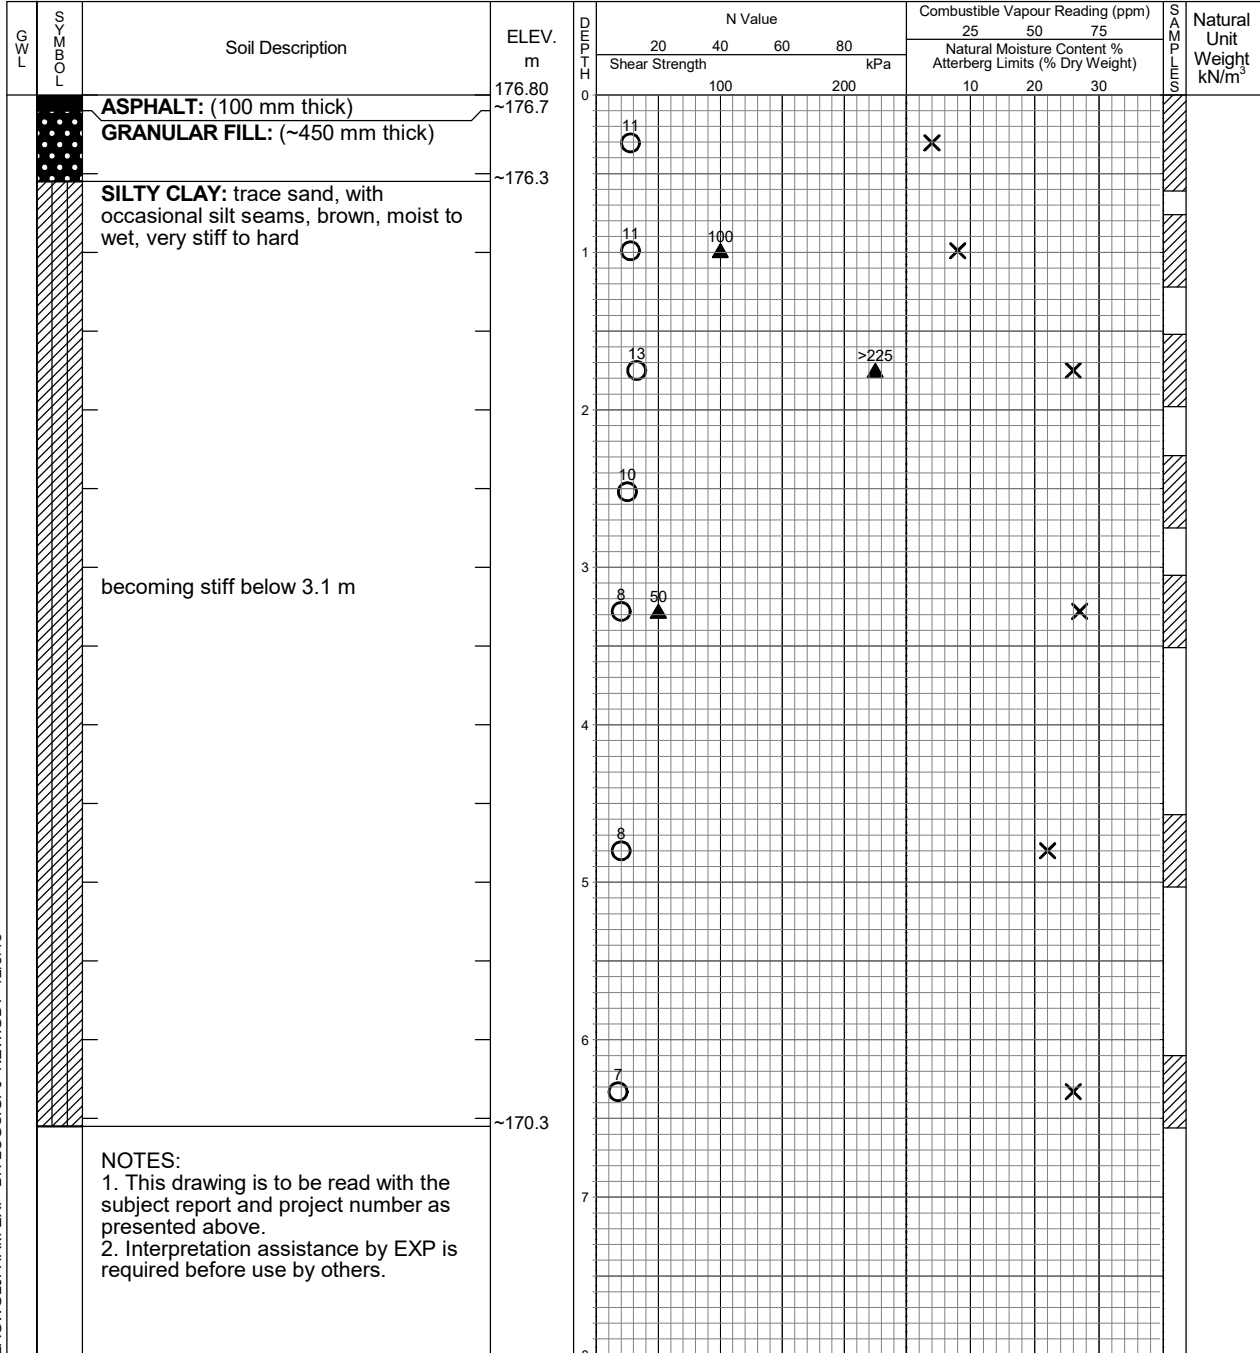 GWL
SYMBOL
Soil Description
ELEV.
m
176.80
DEPTH
N Value
20 40 60 80
Shear Strength kPa
100 200
Combustible Vapour Reading (ppm)
25 50 75
Natural Moisture Content %
Atterberg Limits (% Dry Weight)
10 20 30
SAMPLES
Natural
Unit
Weight
kN/m³
0
ASPHALT: (100 mm thick)
~176.7
GRANULAR FILL: (~450 mm thick)
11
~176.3
SILTY CLAY: trace sand, with
occasional silt seams, brown, moist to
wet, very stiff to hard
11 100
1
13 >225
2
10
3
becoming stiff below 3.1 m
8 50
4
8
5
6
7
~170.3
NOTES:
1. This drawing is to be read with the
subject report and project number as
presented above.
2. Interpretation assistance by EXP is
required before use by others.
7